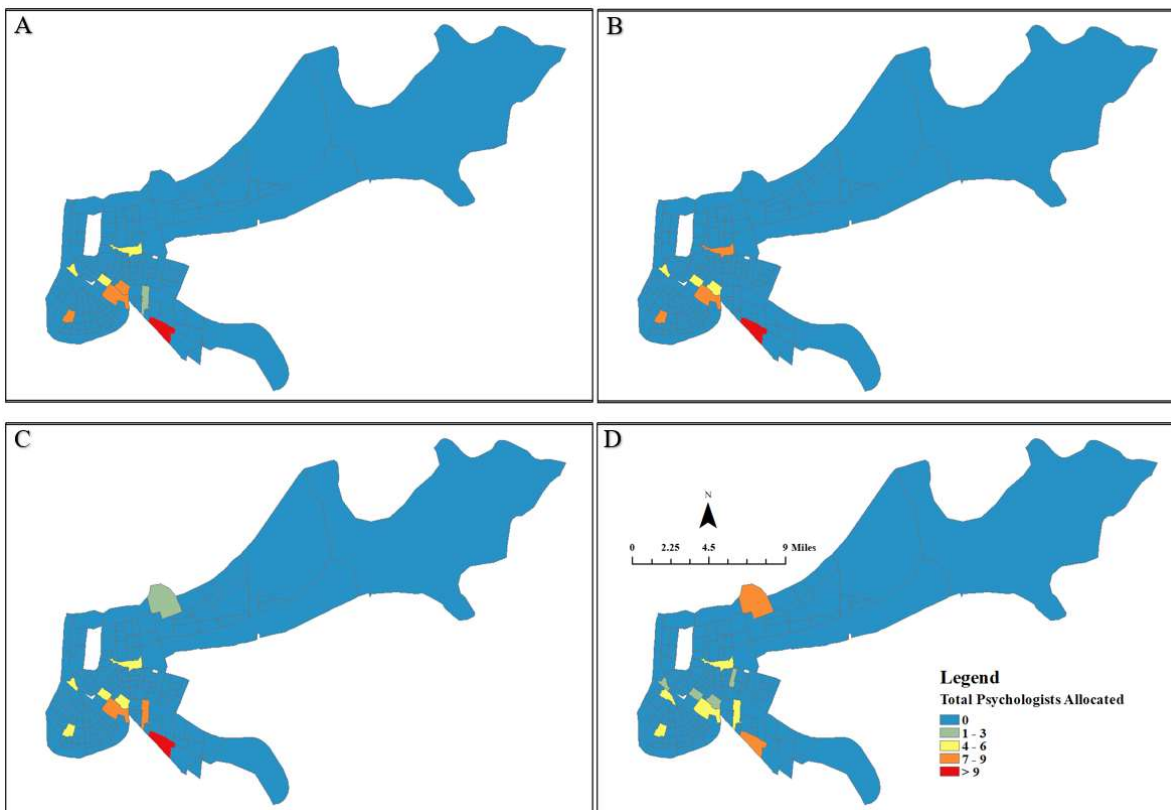 A
B
C
D
N
0 2.25 4.5 9 Miles
Legend
Total Psychologists Allocated
0
1 - 3
4 - 6
7 - 9
> 9